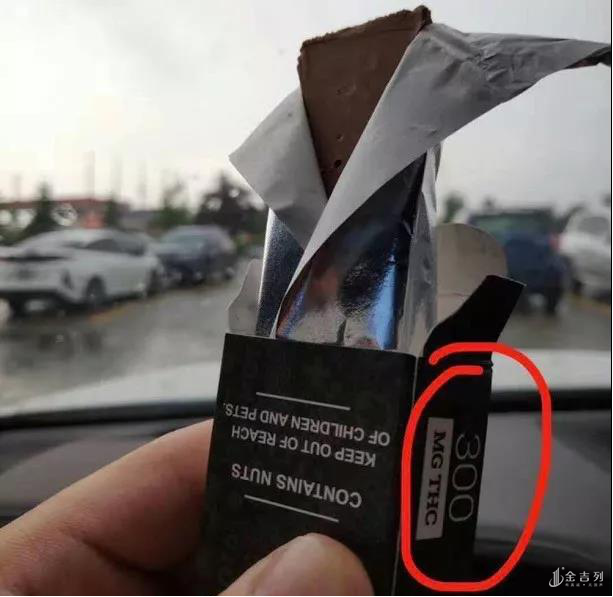 CONTAINS NUTS
KEEP OUT OF REACH
OF CHILDREN AND PETS.
300
MG THC
金吉列